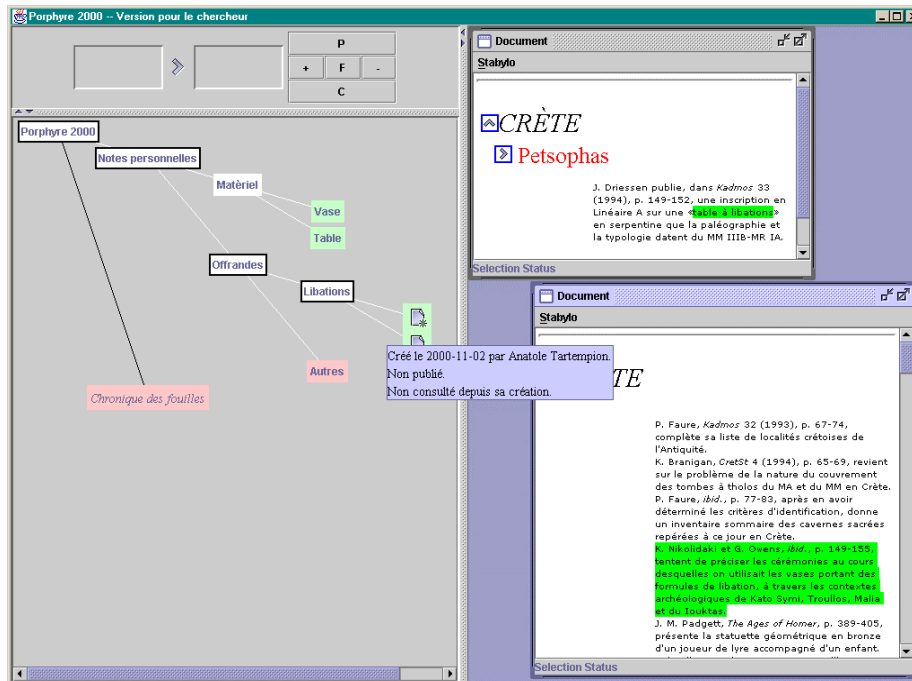 Porphyre 2000 -- Version pour le chercheur
P
+ F -
C
Porphyre 2000
Notes personnelles
Matèriel
Vase
Table
Offrandes
Libations
Autres
Chronique des fouilles
Créé le 2000-11-02 par Anatole Tartempion.
Non publié.
Non consulté depuis sa création.
Document
Stabylo
CRÈTE
Petsophas
J. Driessen publie, dans Kadmos 33
(1994), p. 149-152, une inscription en
Linéaire A sur une «table à libations»
en serpentine que la paléographie et
la typologie datent du MM IIIB-MR IA.
Selection Status
Document
Stabylo
TE
P. Faure, Kadmos 32 (1993), p. 67-74,
complète sa liste de localités crétoises de
l'Antiquité.
K. Branigan, CretSt 4 (1994), p. 65-69, revient
sur le problème de la nature du couvrement
des tombes à tholos du MA et du MM en Crète.
P. Faure, ibid., p. 77-83, après en avoir
déterminé les critères d'identification, donne
un inventaire sommaire des cavernes sacrées
repérées à ce jour en Crète.
K. Nikolidaki et G. Owens, ibid., p. 149-155,
tentent de préciser les cérémonies au cours
desquelles on utilisait les vases portant des
formules de libation, à travers les contextes
archéologiques de Kato Symi, Troullos, Malia
et du Iouktas.
J. M. Padgett, The Ages of Homer, p. 389-405,
présente la statuette géométrique en bronze
d'un joueur de lyre accompagné d'un enfant.
Selection Status